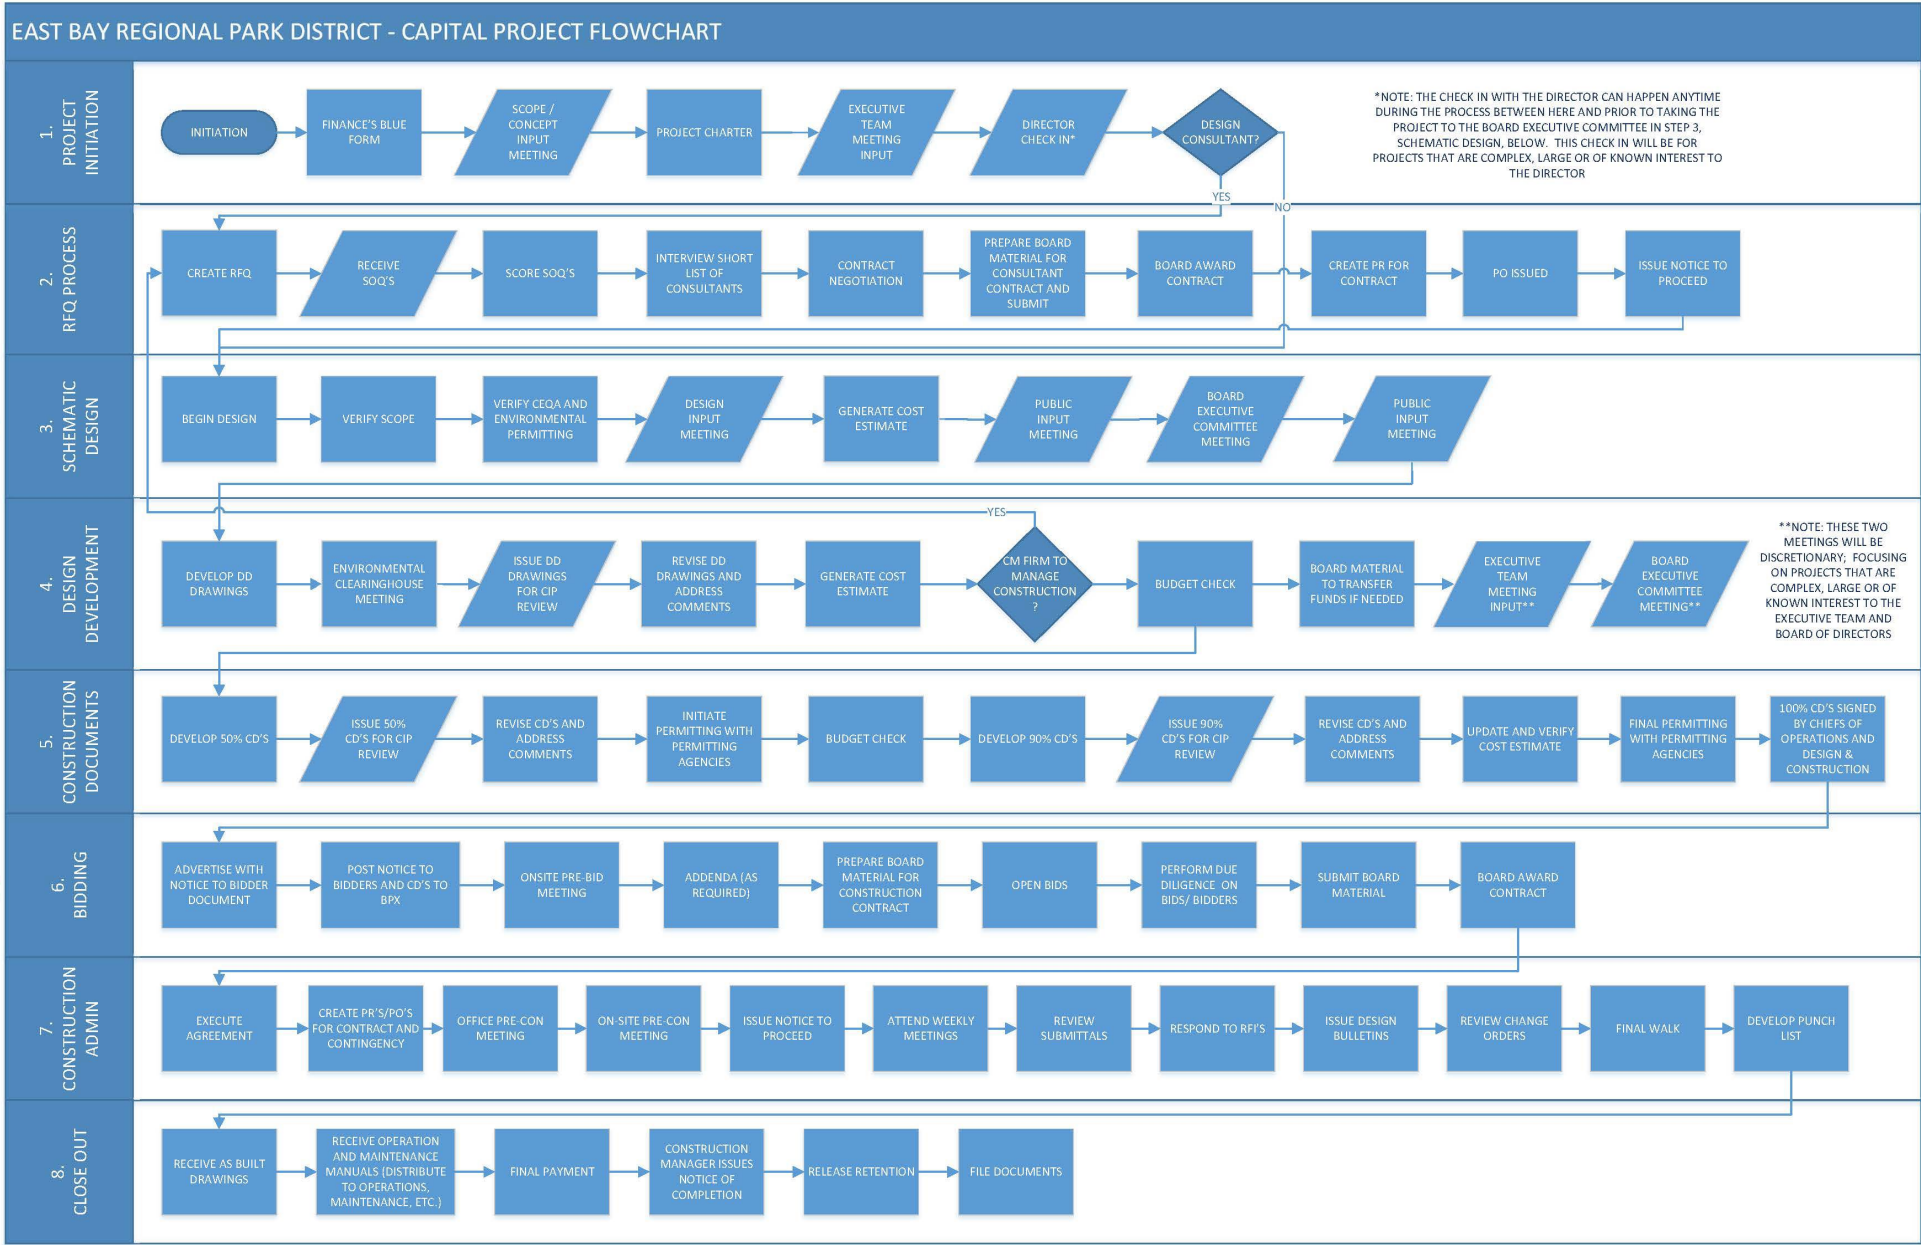 EAST BAY REGIONAL PARK DISTRICT - CAPITAL PROJECT FLOWCHART
1.
PROJECT
INITIATION
INITIATION
FINANCE'S BLUE
FORM
SCOPE /
CONCEPT
INPUT
MEETING
PROJECT CHARTER
EXECUTIVE
TEAM
MEETING
INPUT
DIRECTOR
CHECK IN*
DESIGN
CONSULTANT?
*NOTE: THE CHECK IN WITH THE DIRECTOR CAN HAPPEN ANYTIME
DURING THE PROCESS BETWEEN HERE AND PRIOR TO TAKING THE
PROJECT TO THE BOARD EXECUTIVE COMMITTEE IN STEP 3,
SCHEMATIC DESIGN, BELOW. THIS CHECK IN WILL BE FOR
PROJECTS THAT ARE COMPLEX, LARGE OR OF KNOWN INTEREST TO
THE DIRECTOR
YES
NO
2.
RFQ PROCESS
CREATE RFQ
RECEIVE
SOQ'S
SCORE SOQ'S
INTERVIEW SHORT
LIST OF
CONSULTANTS
CONTRACT
NEGOTIATION
PREPARE BOARD
MATERIAL FOR
CONSULTANT
CONTRACT AND
SUBMIT
BOARD AWARD
CONTRACT
CREATE PR FOR
CONTRACT
PO ISSUED
ISSUE NOTICE TO
PROCEED
3.
SCHEMATIC
DESIGN
BEGIN DESIGN
VERIFY SCOPE
VERIFY CEQA AND
ENVIRONMENTAL
PERMITTING
DESIGN
INPUT
MEETING
GENERATE COST
ESTIMATE
PUBLIC
INPUT
MEETING
BOARD
EXECUTIVE
COMMITTEE
MEETING
PUBLIC
INPUT
MEETING
4.
DESIGN
DEVELOPMENT
YES
DEVELOP DD
DRAWINGS
ENVIRONMENTAL
CLEARINGHOUSE
MEETING
ISSUE DD
DRAWINGS
FOR CIP
REVIEW
REVISE DD
DRAWINGS AND
ADDRESS
COMMENTS
GENERATE COST
ESTIMATE
CM FIRM TO
MANAGE
CONSTRUCTION
?
BUDGET CHECK
BOARD MATERIAL
TO TRANSFER
FUNDS IF NEEDED
EXECUTIVE
TEAM
MEETING
INPUT**
BOARD
EXECUTIVE
COMMITTEE
MEETING**
**NOTE: THESE TWO
MEETINGS WILL BE
DISCRETIONARY; FOCUSING
ON PROJECTS THAT ARE
COMPLEX, LARGE OR OF
KNOWN INTEREST TO THE
EXECUTIVE TEAM AND
BOARD OF DIRECTORS
5.
CONSTRUCTION
DOCUMENTS
DEVELOP 50% CD'S
ISSUE 50%
CD'S FOR CIP
REVIEW
REVISE CD'S AND
ADDRESS
COMMENTS
INITIATE
PERMITTING WITH
PERMITTING
AGENCIES
BUDGET CHECK
DEVELOP 90% CD'S
ISSUE 90%
CD'S FOR CIP
REVIEW
REVISE CD'S AND
ADDRESS
COMMENTS
UPDATE AND VERIFY
COST ESTIMATE
FINAL PERMITTING
WITH PERMITTING
AGENCIES
100% CD'S SIGNED
BY CHIEFS OF
OPERATIONS AND
DESIGN &
CONSTRUCTION
6.
BIDDING
ADVERTISE WITH
NOTICE TO BIDDER
DOCUMENT
POST NOTICE TO
BIDDERS AND CD'S TO
BPX
ONSITE PRE-BID
MEETING
ADDENDA (AS
REQUIRED)
PREPARE BOARD
MATERIAL FOR
CONSTRUCTION
CONTRACT
OPEN BIDS
PERFORM DUE
DILIGENCE ON
BIDS/ BIDDERS
SUBMIT BOARD
MATERIAL
BOARD AWARD
CONTRACT
7.
CONSTRUCTION
ADMIN
EXECUTE
AGREEMENT
CREATE PR'S/PO'S
FOR CONTRACT AND
CONTINGENCY
OFFICE PRE-CON
MEETING
ON-SITE PRE-CON
MEETING
ISSUE NOTICE TO
PROCEED
ATTEND WEEKLY
MEETINGS
REVIEW
SUBMITTALS
RESPOND TO RFI'S
ISSUE DESIGN
BULLETINS
REVIEW CHANGE
ORDERS
FINAL WALK
DEVELOP PUNCH
LIST
8.
CLOSE OUT
RECEIVE AS BUILT
DRAWINGS
RECEIVE OPERATION
AND MAINTENANCE
MANUALS (DISTRIBUTE
TO OPERATIONS,
MAINTENANCE, ETC.)
FINAL PAYMENT
CONSTRUCTION
MANAGER ISSUES
NOTICE OF
COMPLETION
RELEASE RETENTION
FILE DOCUMENTS